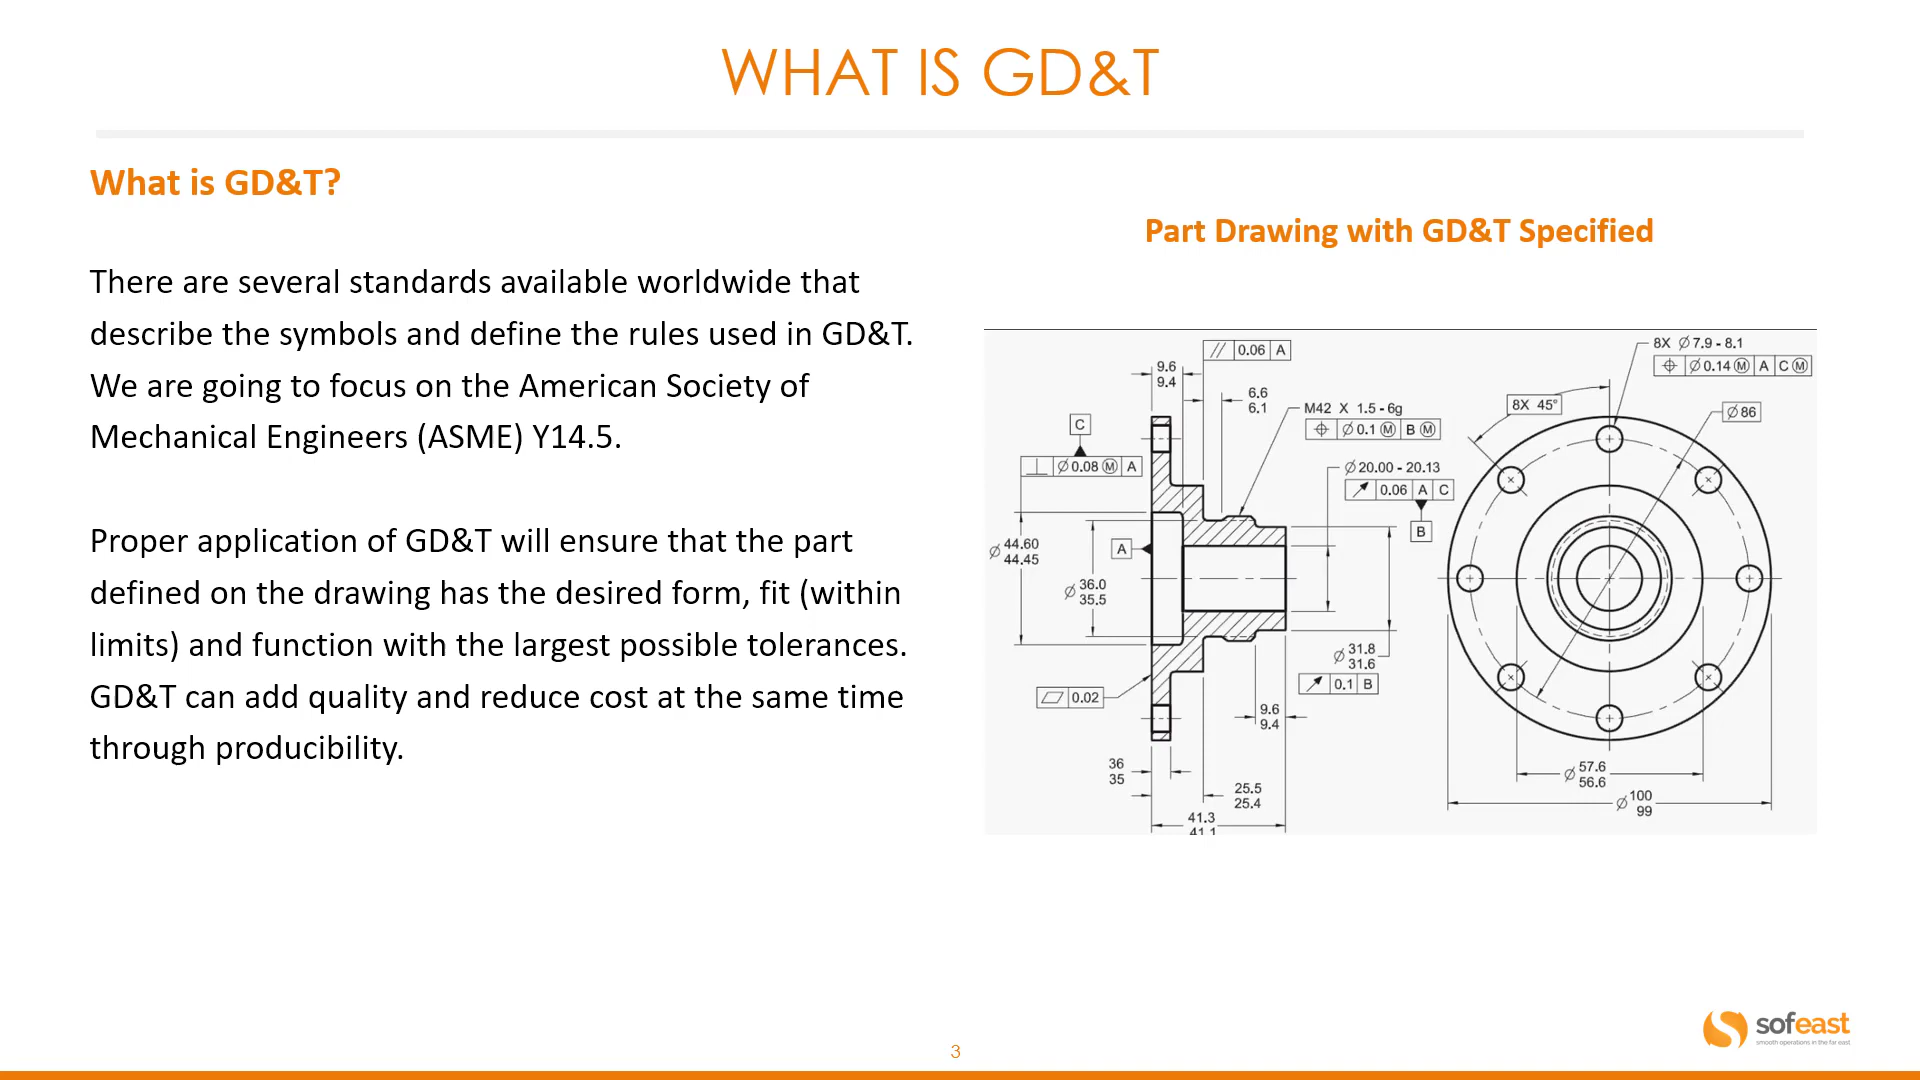 WHAT IS GD&T
What is GD&T?
There are several standards available worldwide that
describe the symbols and define the rules used in GD&T.
We are going to focus on the American Society of
Mechanical Engineers (ASME) Y14.5.
Proper application of GD&T will ensure that the part
defined on the drawing has the desired form, fit (within
limits) and function with the largest possible tolerances.
GD&T can add quality and reduce cost at the same time
through producibility.
Part Drawing with GD&T Specified
// 0.06 A
9.6
9.4
6.6
6.1
M42 X 1.5 - 6g
⌖ ∅0.1 Ⓜ B Ⓜ
C
⊥ ∅0.08 Ⓜ A
∅20.00 - 20.13
↗ 0.06 A C
B
A
∅ 44.60
44.45
∅ 36.0
35.5
∅ 31.8
31.6
↗ 0.1 B
⏥ 0.02
9.6
9.4
36
35
25.5
25.4
41.3
41.1
8X ∅7.9 - 8.1
⌖ ∅0.14 Ⓜ A C Ⓜ
8X 45°
∅86
∅ 57.6
56.6
∅ 100
99
sofeast
smooth operations in the far east
3